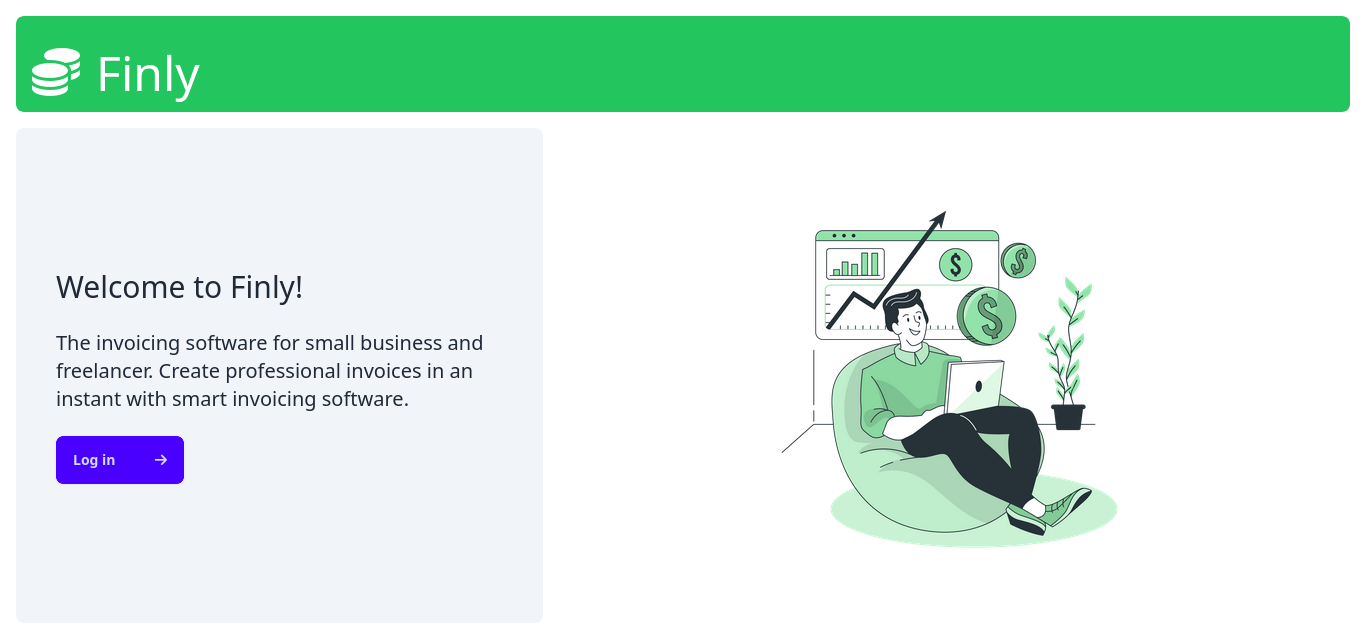 Finly
Welcome to Finly!
The invoicing software for small business and
freelancer. Create professional invoices in an
instant with smart invoicing software.
Log in
$
$
$